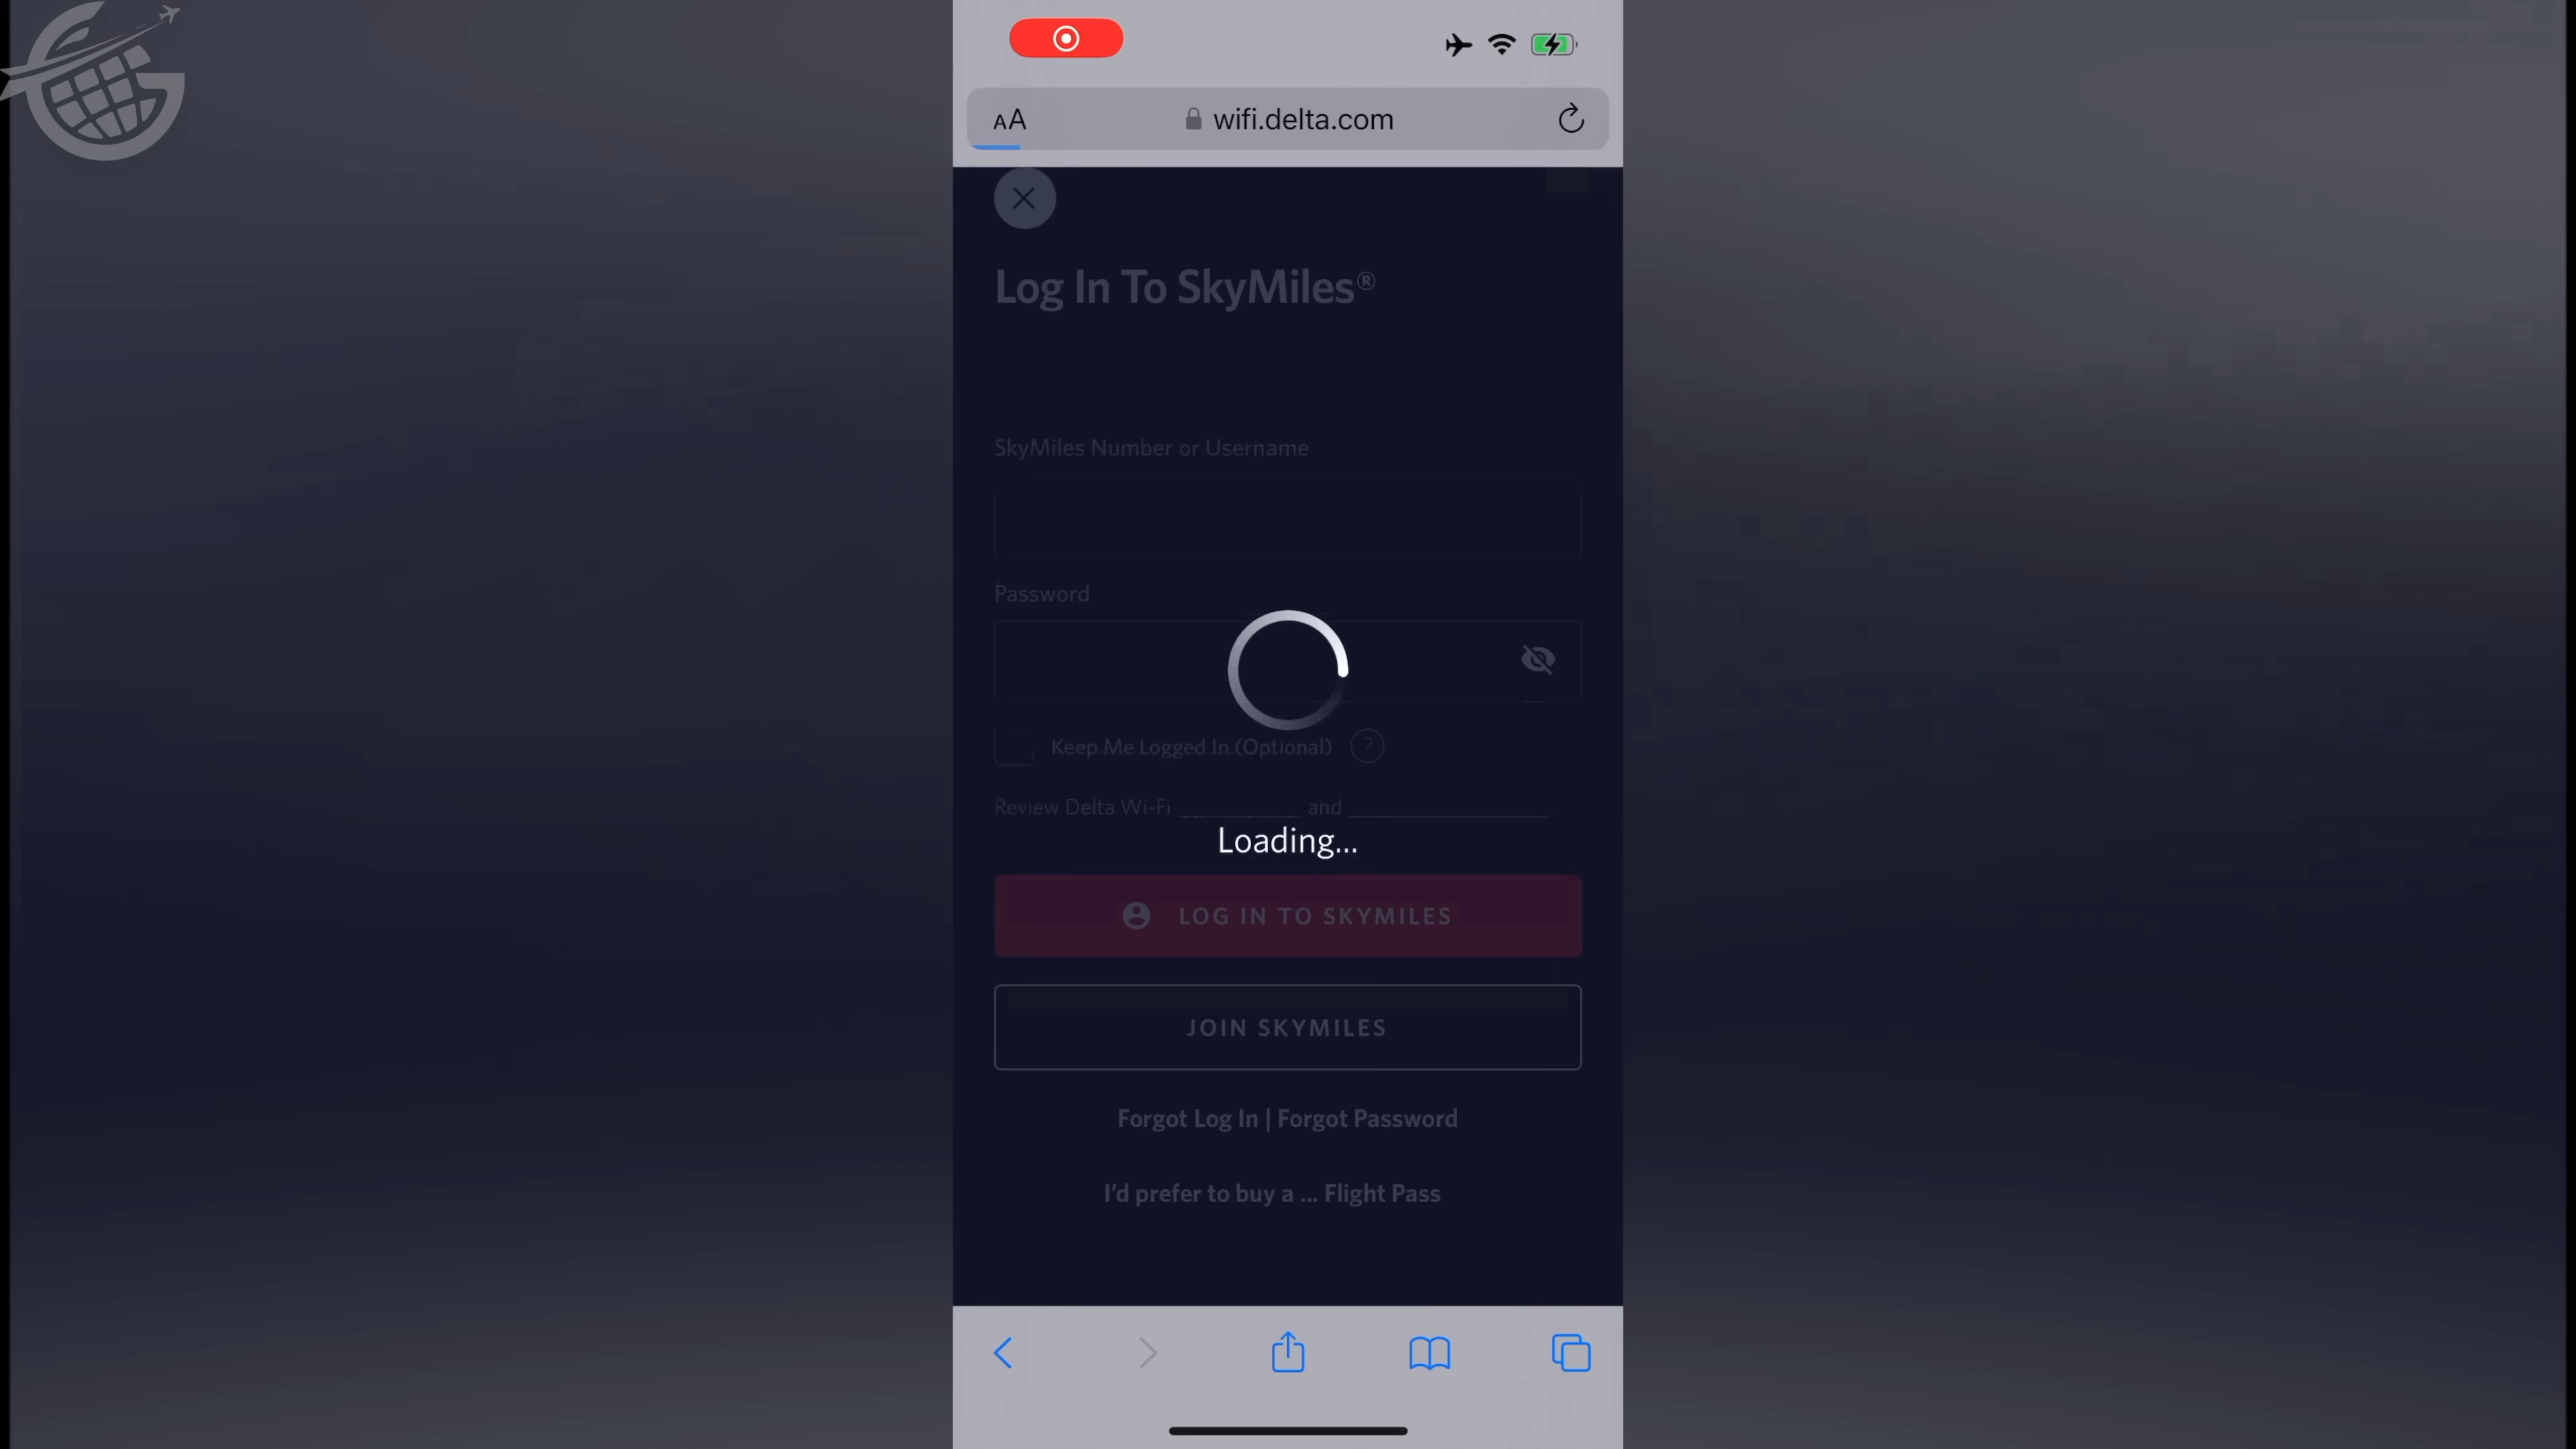 AA wifi.delta.com
Log In To SkyMiles®
SkyMiles Number or Username
Password
Keep Me Logged In (Optional) ?
Review Delta Wi-Fi and
Loading...
LOG IN TO SKYMILES
JOIN SKYMILES
Forgot Log In | Forgot Password
I'd prefer to buy a ... Flight Pass